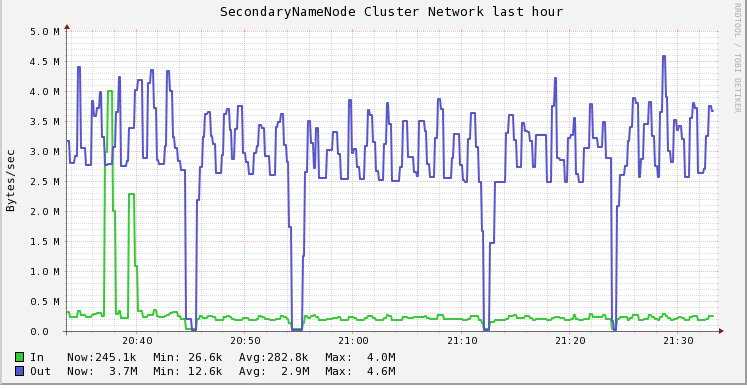 SecondaryNameNode Cluster Network last hour
RRDTOOL / TOBI OETIKER
Bytes/sec
5.0 M
4.5 M
4.0 M
3.5 M
3.0 M
2.5 M
2.0 M
1.5 M
1.0 M
0.5 M
0.0
20:40 20:50 21:00 21:10 21:20 21:30
In Now:245.1k Min: 26.6k Avg:282.8k Max: 4.0M
Out Now: 3.7M Min: 12.6k Avg: 2.9M Max: 4.6M